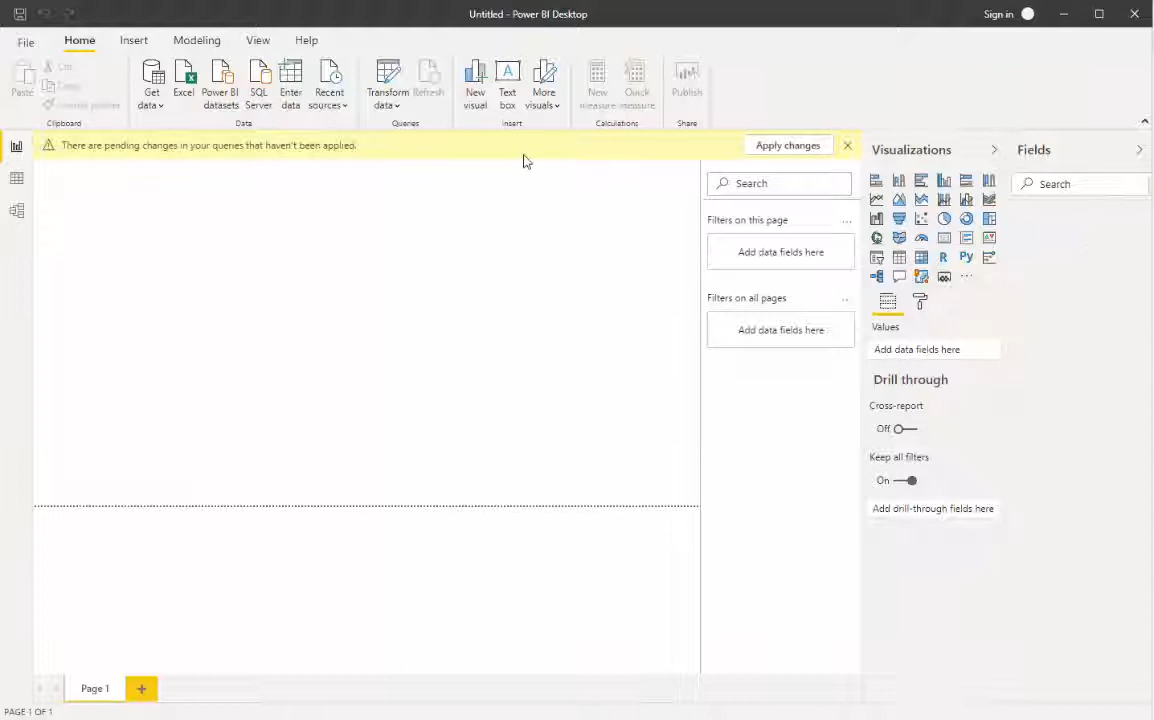 Untitled - Power BI Desktop
Sign in
File
Home
Insert
Modeling
View
Help
Paste
Cut
Copy
Format painter
Clipboard
Get data
Excel
Power BI datasets
SQL Server
Enter data
Recent sources
Data
Transform data
Refresh
Queries
New visual
Text box
More visuals
Insert
New measure
Quick measure
Calculations
Publish
Share
There are pending changes in your queries that haven't been applied.
Apply changes
Search
Filters on this page
Add data fields here
Filters on all pages
Add data fields here
Visualizations
R
Py
Values
Add data fields here
Drill through
Cross-report
Off
Keep all filters
On
Add drill-through fields here
Fields
Search
Page 1
PAGE 1 OF 1